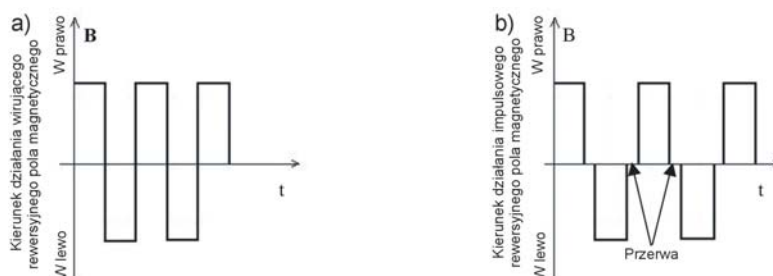 a)
B
W prawo
Kierunek działania wirującego
rewersyjnego pola magnetycznego
W lewo
t
b)
B
W prawo
Kierunek działania impulsowego
rewersyjnego pola magnetycznego
W lewo
t
Przerwa